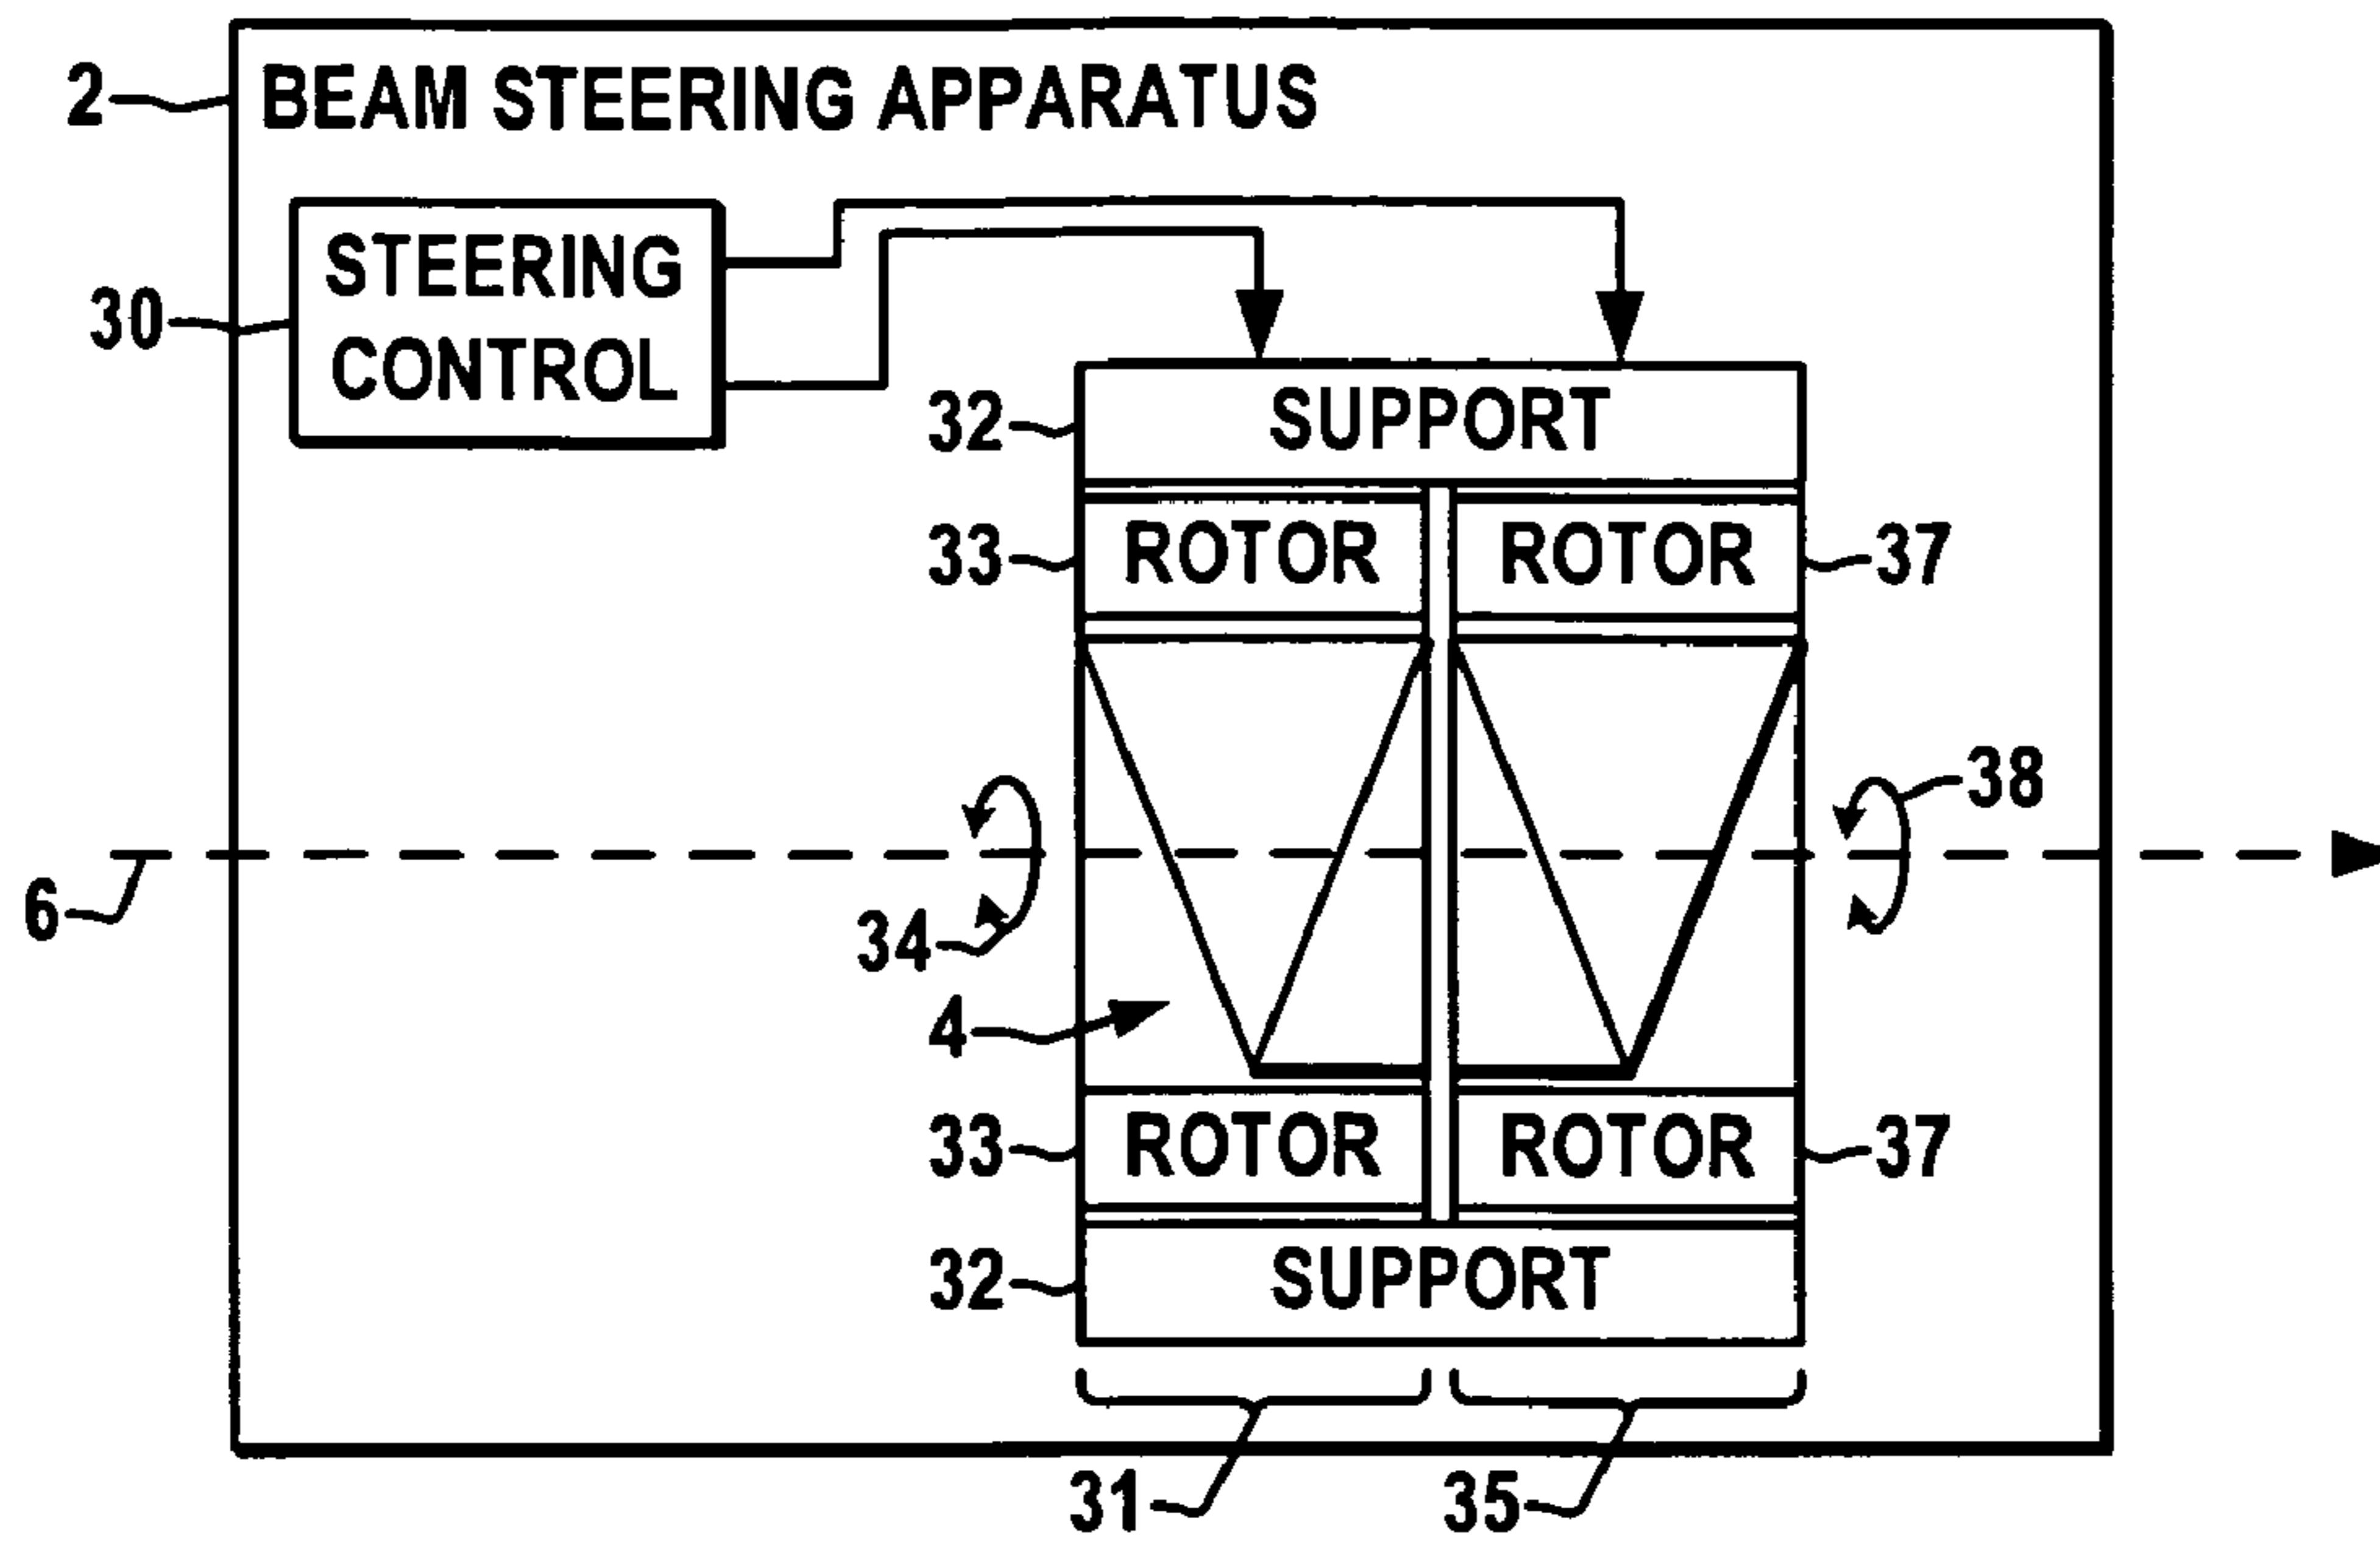 2 BEAM STEERING APPARATUS
STEERING
30
CONTROL
32 SUPPORT
33 ROTOR ROTOR 37
38
6
34
4
33 ROTOR ROTOR 37
32 SUPPORT
31 35